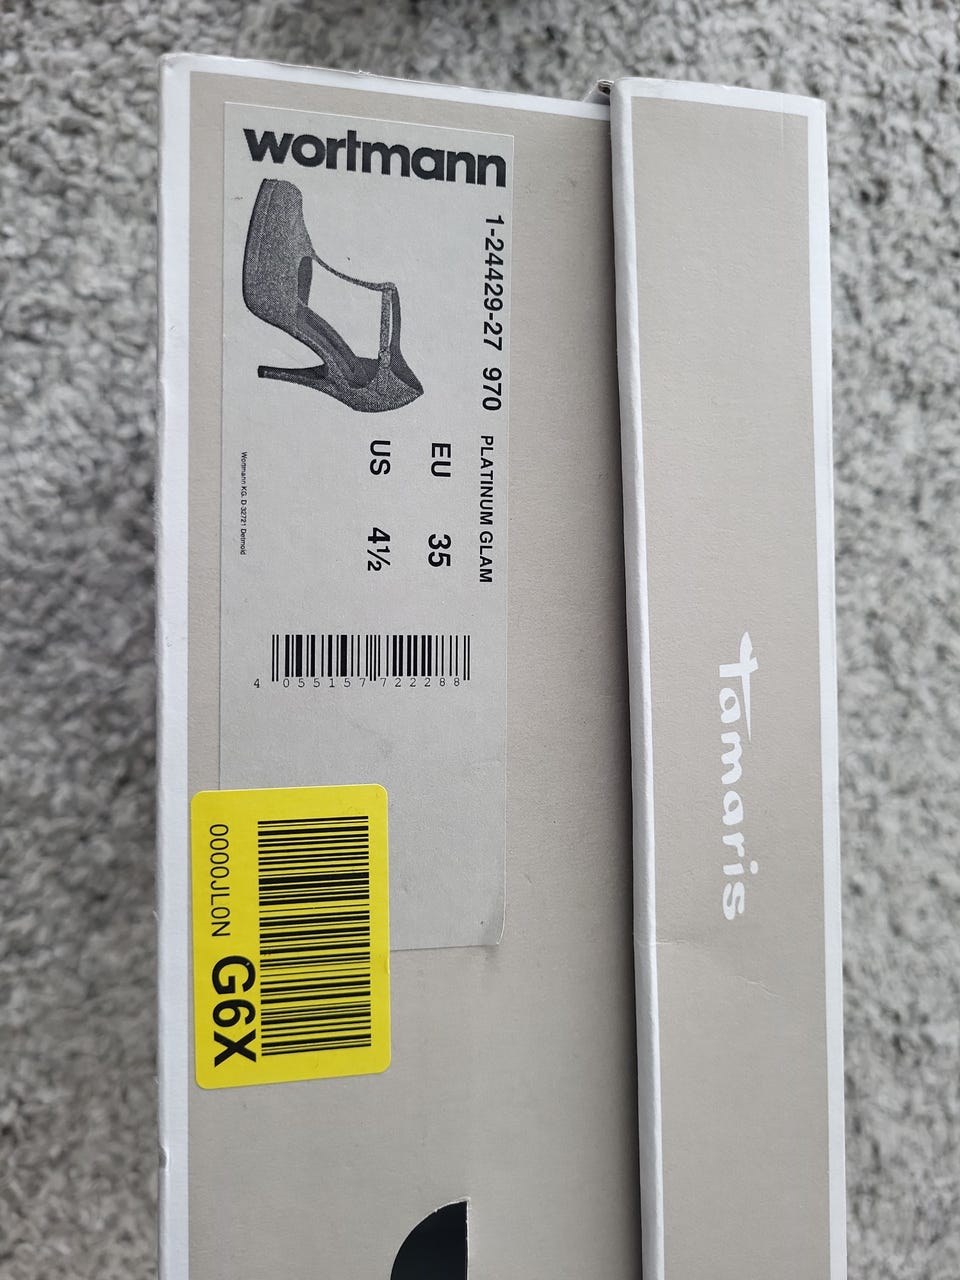 tamaris
wortmann
1-24429-27 970 PLATINUM GLAM
EU 35
US 4½
Wortmann KG. D-32721 Detmold
4 055157 722288
0000JL0N G6X